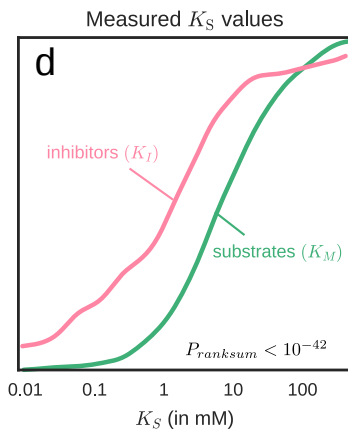 Measured K_S values
d
inhibitors (K_I)
substrates (K_M)
P_ranksum < 10^−42
0.01 0.1 1 10 100
K_S (in mM)